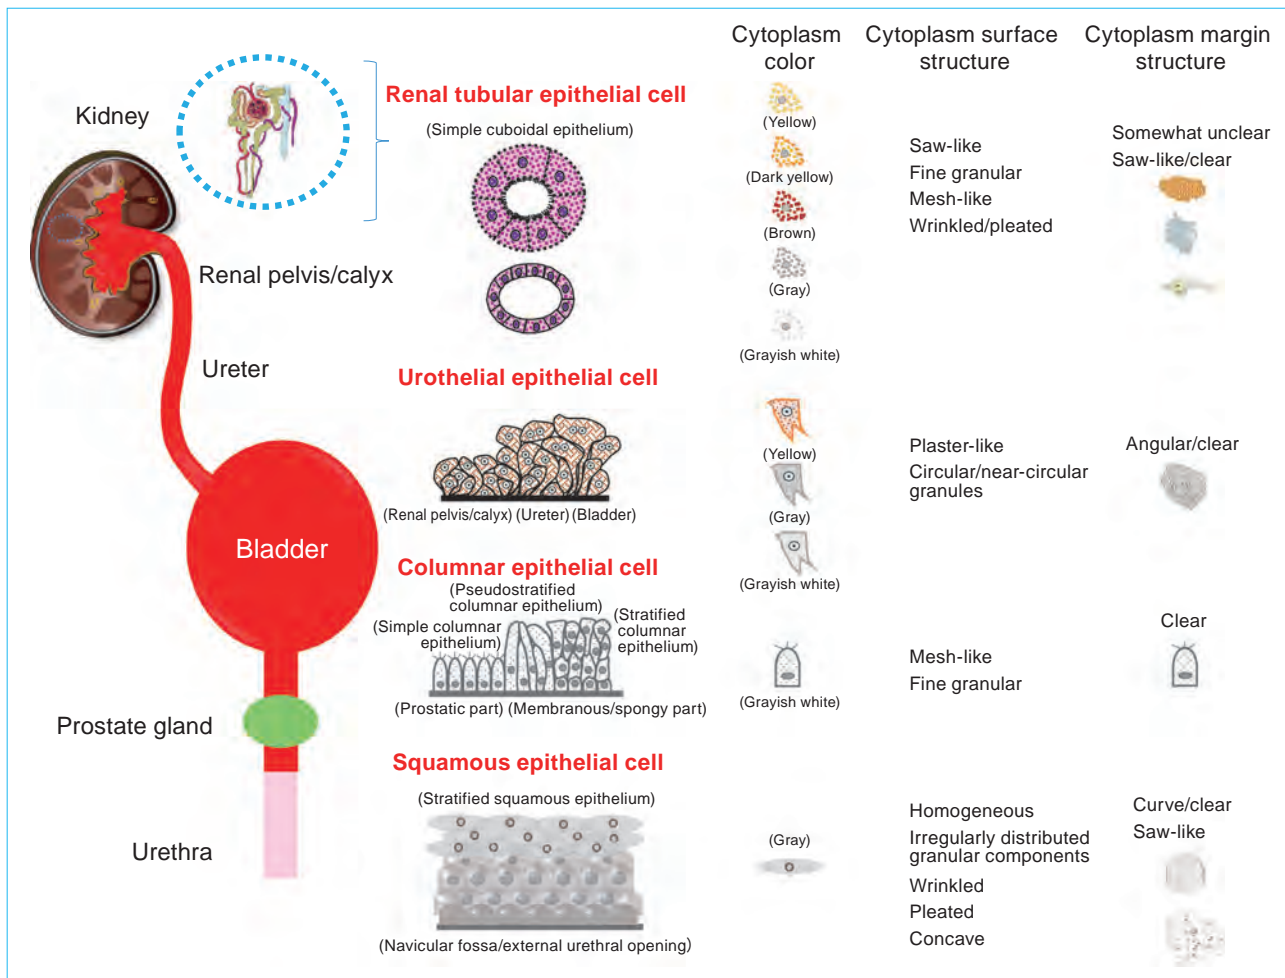 Cytoplasm
color
Cytoplasm surface
structure
Cytoplasm margin
structure
Kidney
Renal pelvis/calyx
Ureter
Bladder
Prostate gland
Urethra
Renal tubular epithelial cell
(Simple cuboidal epithelium)
(Yellow)
(Dark yellow)
(Brown)
(Gray)
(Grayish white)
Saw-like
Fine granular
Mesh-like
Wrinkled/pleated
Somewhat unclear
Saw-like/clear
Urothelial epithelial cell
(Renal pelvis/calyx) (Ureter) (Bladder)
(Yellow)
(Gray)
(Grayish white)
Plaster-like
Circular/near-circular
granules
Angular/clear
Columnar epithelial cell
(Pseudostratified
columnar epithelium)
(Simple columnar
epithelium)
(Stratified
columnar
epithelium)
(Prostatic part) (Membranous/spongy part)
(Grayish white)
Mesh-like
Fine granular
Clear
Squamous epithelial cell
(Stratified squamous epithelium)
(Navicular fossa/external urethral opening)
(Gray)
Homogeneous
Irregularly distributed
granular components
Wrinkled
Pleated
Concave
Curve/clear
Saw-like